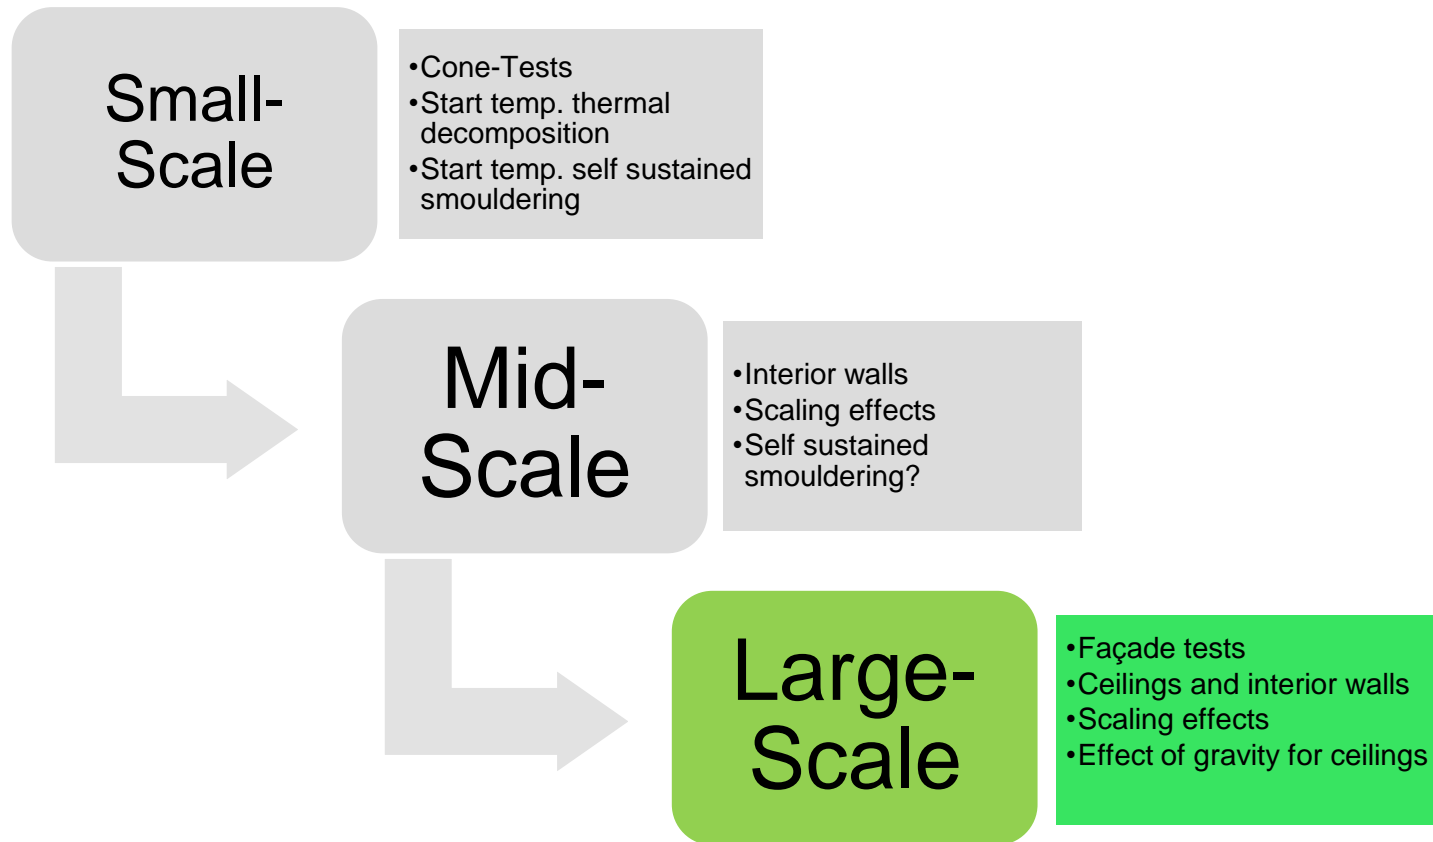 Small-
Scale
•Cone-Tests
•Start temp. thermal
decomposition
•Start temp. self sustained
smouldering
Mid-
Scale
•Interior walls
•Scaling effects
•Self sustained
smouldering?
Large-
Scale
•Façade tests
•Ceilings and interior walls
•Scaling effects
•Effect of gravity for ceilings